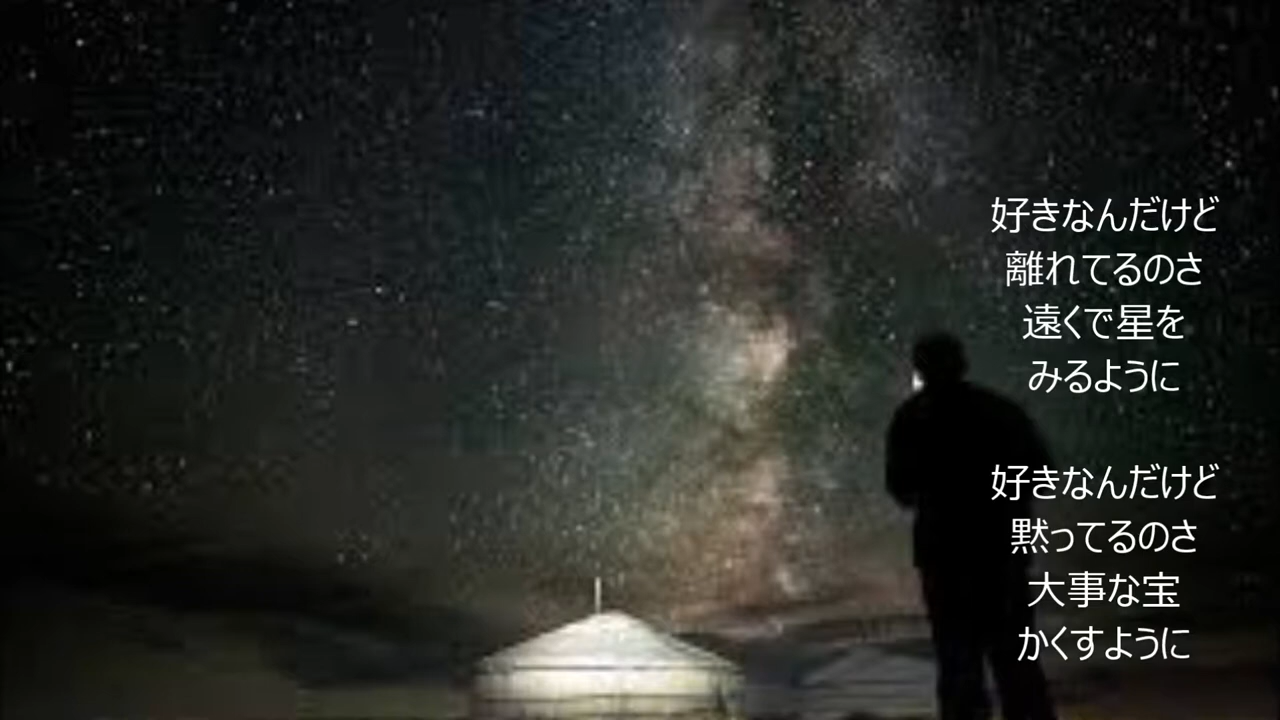 好きなんだけど
離れてるのさ
遠くで星を
みるように
好きなんだけど
黙ってるのさ
大事な宝
かくすように